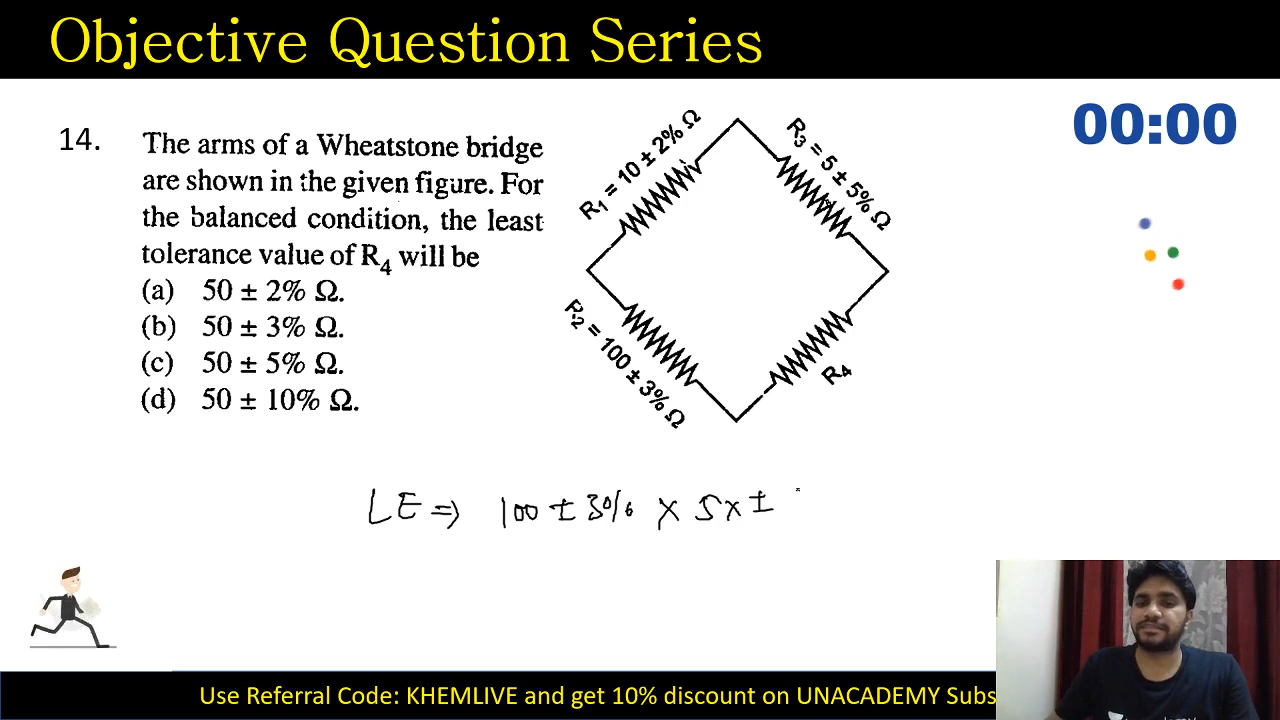 Objective Question Series
00:00
14. The arms of a Wheatstone bridge
are shown in the given figure. For
the balanced condition, the least
tolerance value of R4 will be
(a) 50 ± 2% Ω.
(b) 50 ± 3% Ω.
(c) 50 ± 5% Ω.
(d) 50 ± 10% Ω.
R1 = 10 ± 2% Ω
R3 = 5 ± 5% Ω
R2 = 100 ± 3% Ω
R4
LE ⇒ 100 ± 3% × 5 × ±
Use Referral Code: KHEMLIVE and get 10% discount on UNACADEMY Subs